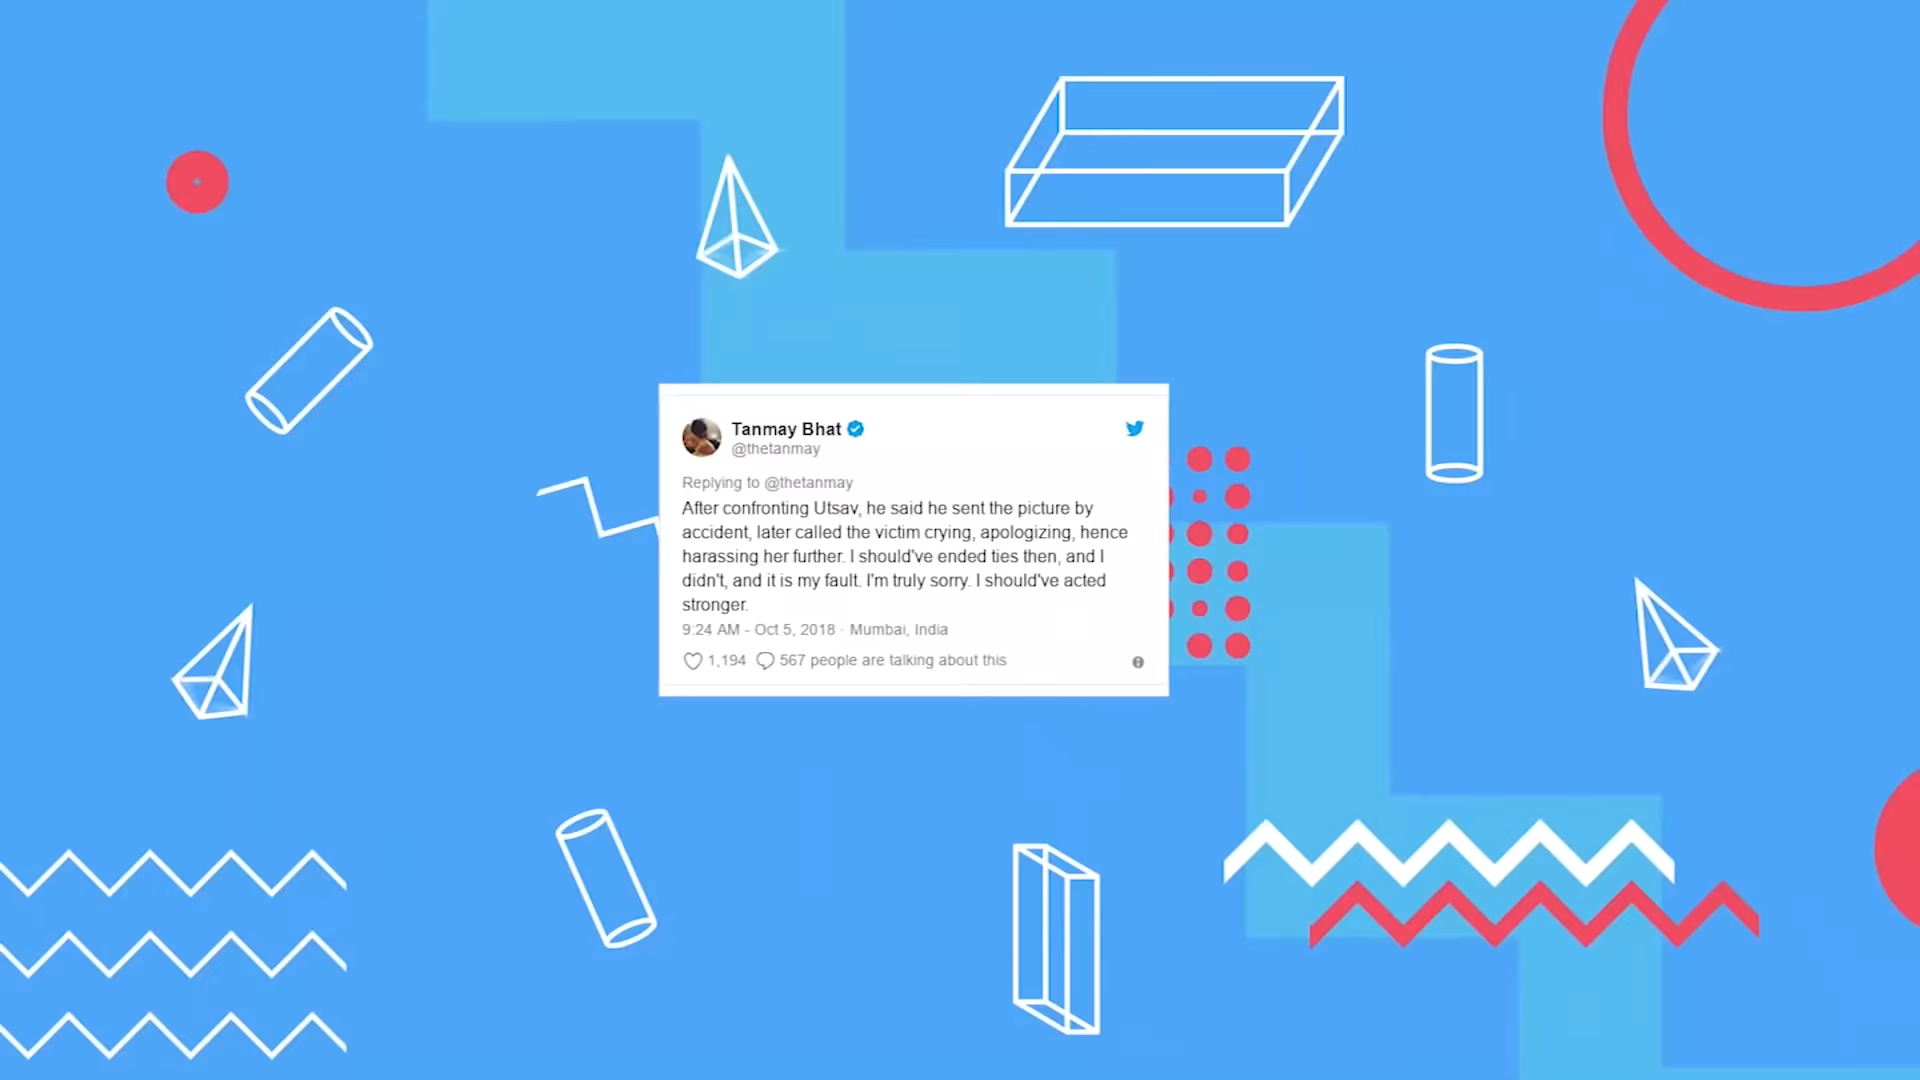 Tanmay Bhat
@thetanmay
Replying to @thetanmay
After confronting Utsav, he said he sent the picture by
accident, later called the victim crying, apologizing, hence
harassing her further. I should've ended ties then, and I
didn't, and it is my fault. I'm truly sorry. I should've acted
stronger.
9:24 AM - Oct 5, 2018 · Mumbai, India
1,194 567 people are talking about this